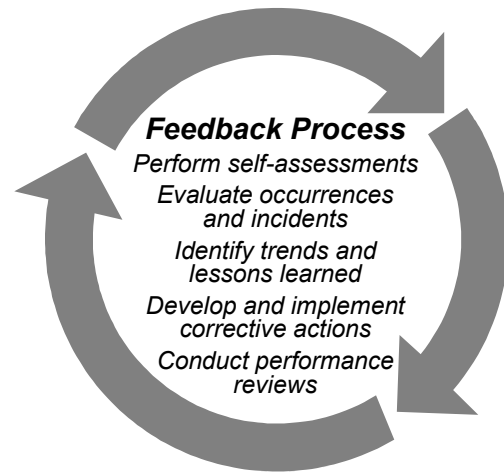 Feedback Process
Perform self-assessments
Evaluate occurrences
and incidents
Identify trends and
lessons learned
Develop and implement
corrective actions
Conduct performance
reviews